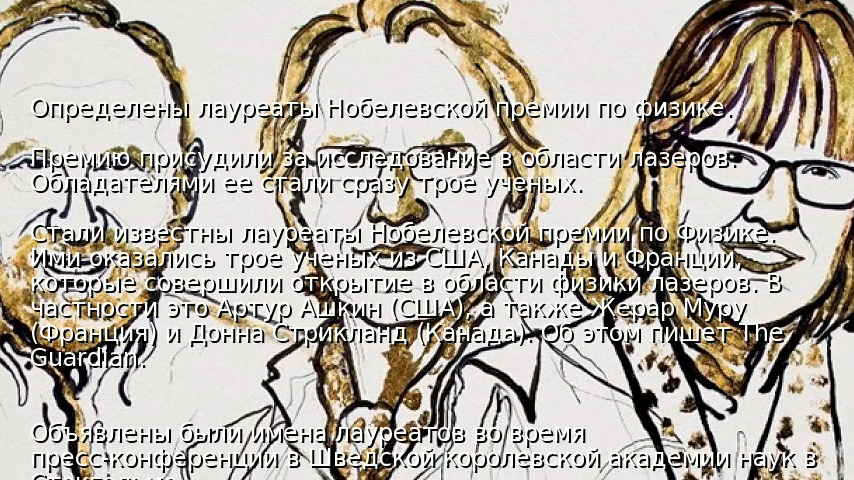 Определены лауреаты Нобелевской премии по физике.
Премию присудили за исследование в области лазеров.
Обладателями ее стали сразу трое ученых.
Стали известны лауреаты Нобелевской премии по Физике.
Ими оказались трое ученых из США, Канады и Франции,
которые совершили открытие в области физики лазеров. В
частности это Артур Ашкин (США), а также Жерар Муру
(Франция) и Донна Стрикланд (Канада). Об этом пишет The
Guardian.
Объявлены были имена лауреатов во время
пресс-конференции в Шведской королевской академии наук в